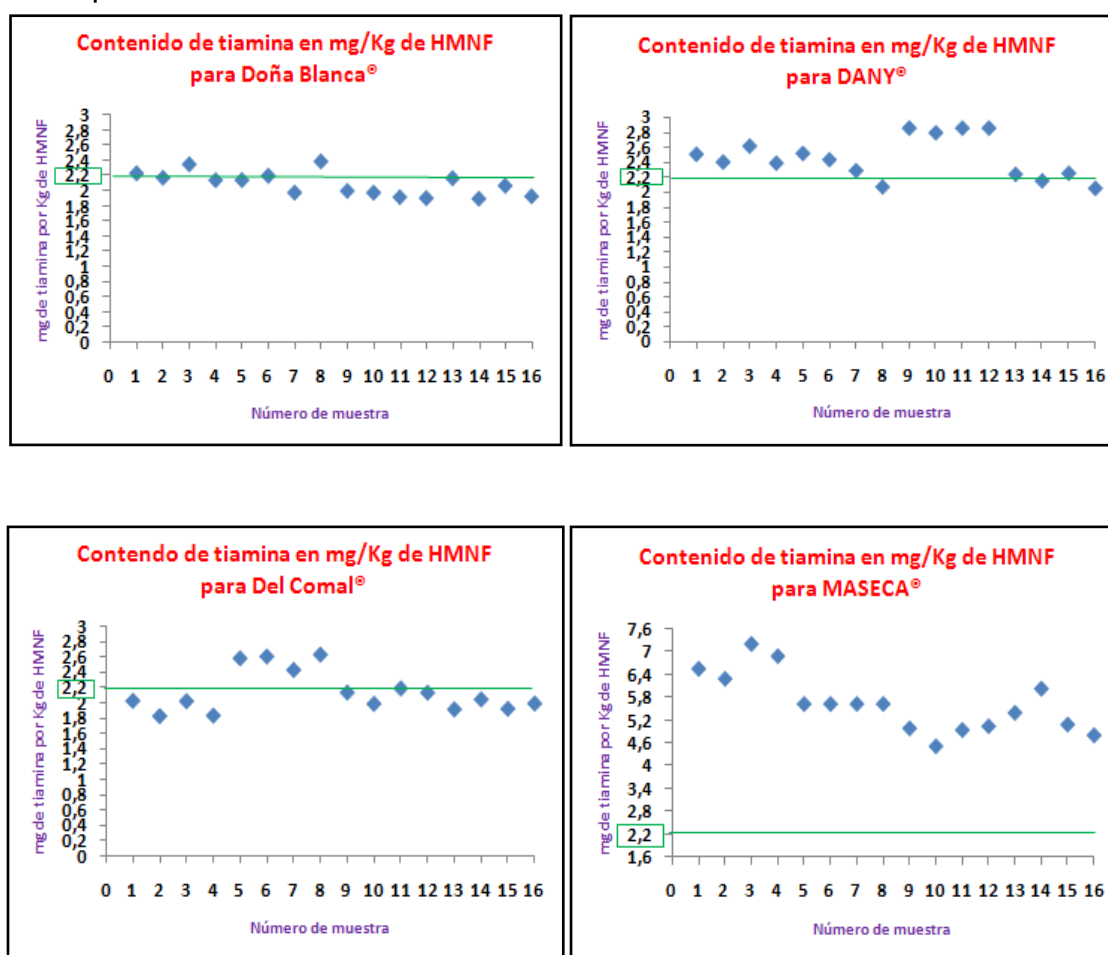 Contenido de tiamina en mg/Kg de HMNF
para Doña Blanca®
mg de tiamina por Kg de HMNF
3
2,8
2,6
2,4
2,2
2
1,8
1,6
1,4
1,2
1
0,8
0,6
0,4
0,2
0
0 1 2 3 4 5 6 7 8 9 10 11 12 13 14 15 16
Número de muestra
Contenido de tiamina en mg/Kg de HMNF
para DANY®
mg de tiamina por Kg de HMNF
3
2,8
2,6
2,4
2,2
2
1,8
1,6
1,4
1,2
1
0,8
0,6
0,4
0,2
0
0 1 2 3 4 5 6 7 8 9 10 11 12 13 14 15 16
Número de muestra
Contendo de tiamina en mg/Kg de HMNF
para Del Comal®
mg de tiamina por Kg de HMNF
3
2,8
2,6
2,4
2,2
2
1,8
1,6
1,4
1,2
1
0,8
0,6
0,4
0,2
0
0 1 2 3 4 5 6 7 8 9 10 11 12 13 14 15 16
Número de muestra
Contenido de tiamina en mg/Kg de HMNF
para MASECA®
mg de tiamina por Kg de HMNF
7,6
7
6,4
5,8
5,2
4,6
4
3,4
2,8
2,2
1,6
0 1 2 3 4 5 6 7 8 9 10 11 12 13 14 15 16
Número de muestra